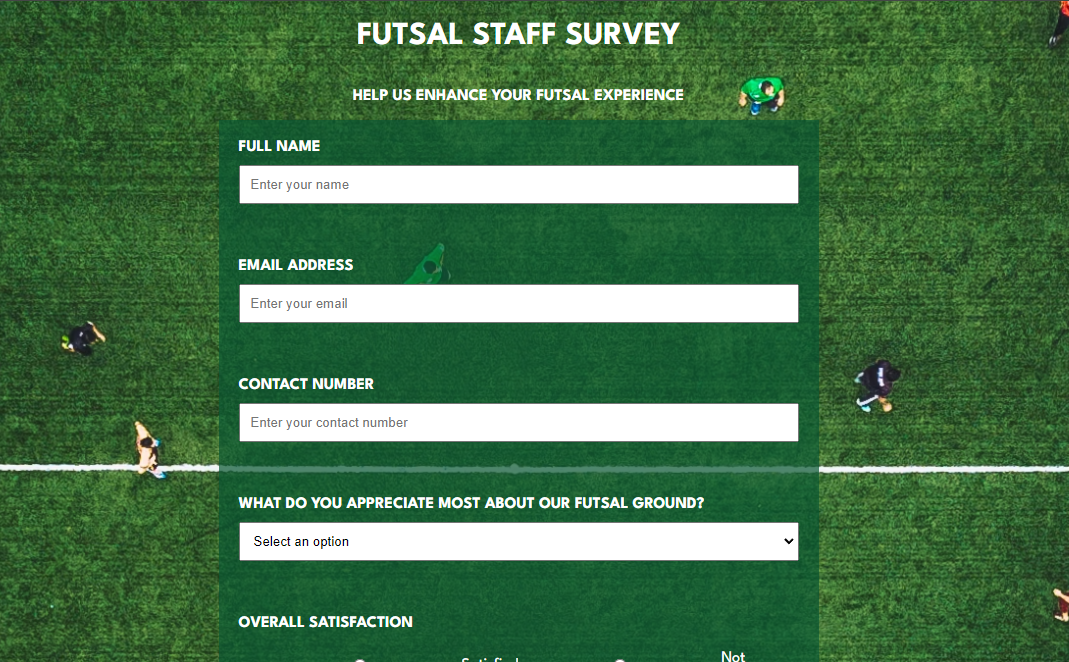 FUTSAL STAFF SURVEY
HELP US ENHANCE YOUR FUTSAL EXPERIENCE
FULL NAME
Enter your name
EMAIL ADDRESS
Enter your email
CONTACT NUMBER
Enter your contact number
WHAT DO YOU APPRECIATE MOST ABOUT OUR FUTSAL GROUND?
Select an option
OVERALL SATISFACTION
Satisfied
Not